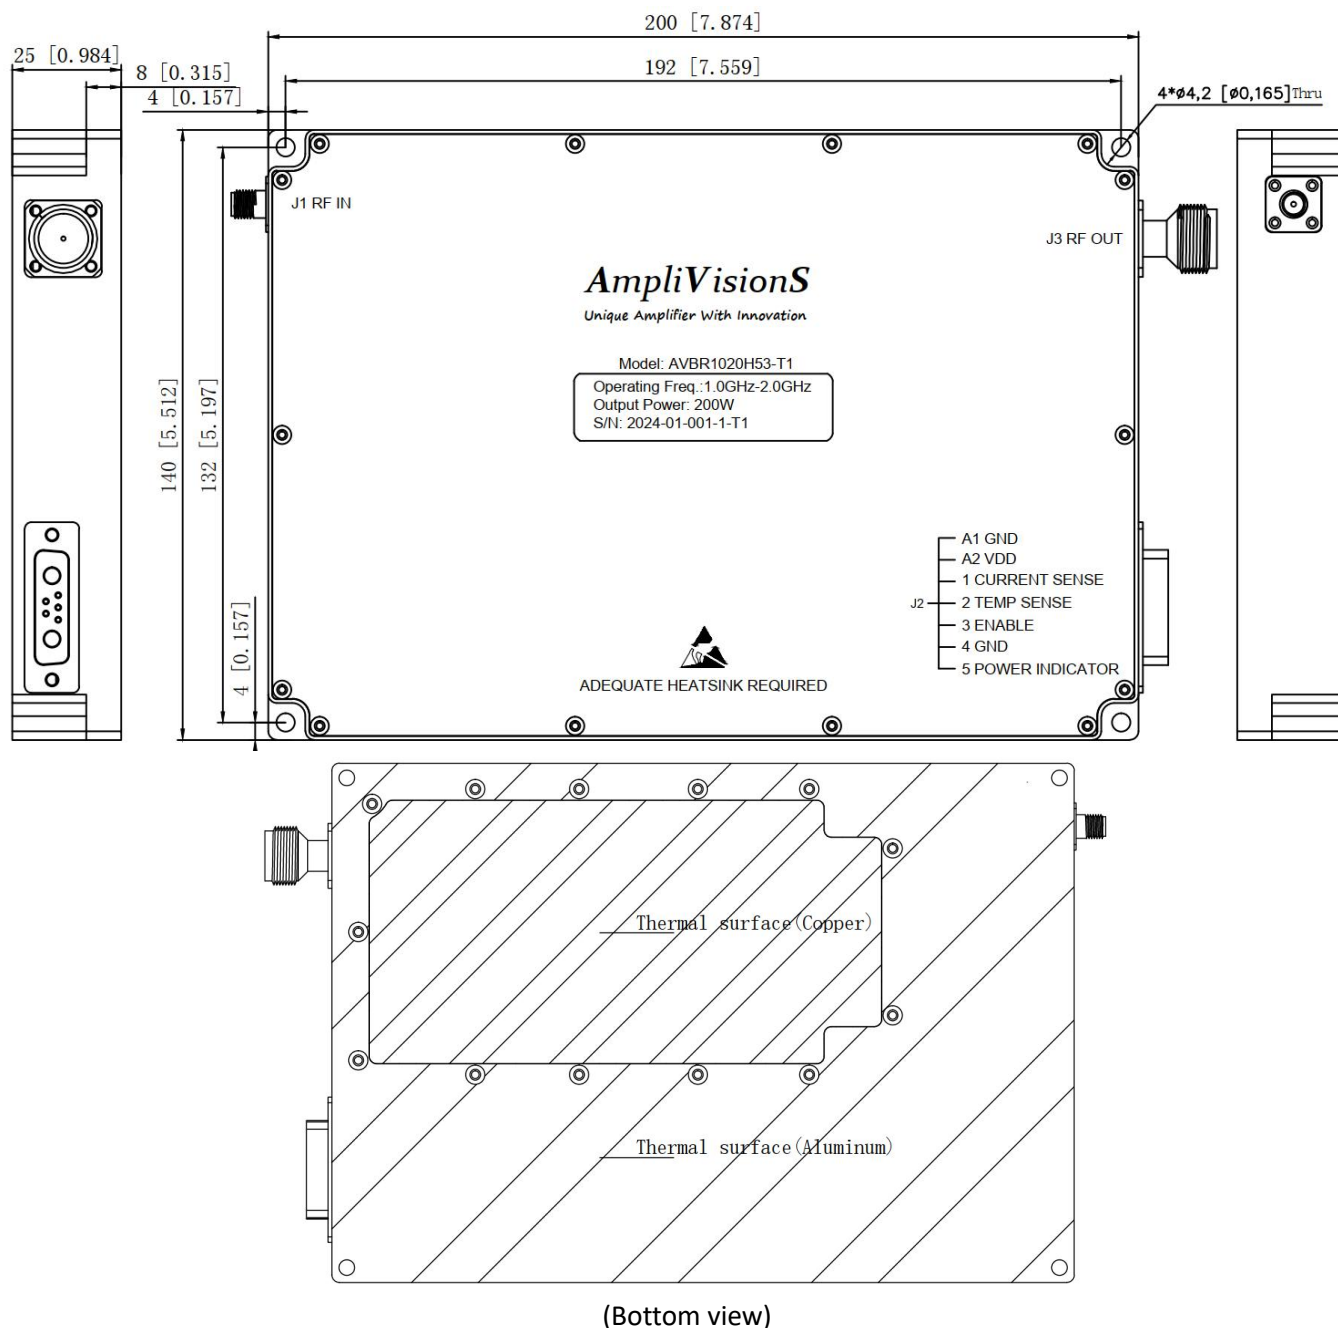 200 [7.874]
25 [0.984]
8 [0.315]
192 [7.559]
4 [0.157]
4*ø4,2 [ø0,165]Thru
J1 RF IN
J3 RF OUT
AmpliVisionS
Unique Amplifier With Innovation
Model: AVBR1020H53-T1
Operating Freq.:1.0GHz-2.0GHz
Output Power: 200W
S/N: 2024-01-001-1-T1
140 [5.512]
132 [5.197]
4 [0.157]
A1 GND
A2 VDD
1 CURRENT SENSE
J2
2 TEMP SENSE
3 ENABLE
4 GND
5 POWER INDICATOR
ADEQUATE HEATSINK REQUIRED
Thermal surface(Copper)
Thermal surface(Aluminum)
(Bottom view)